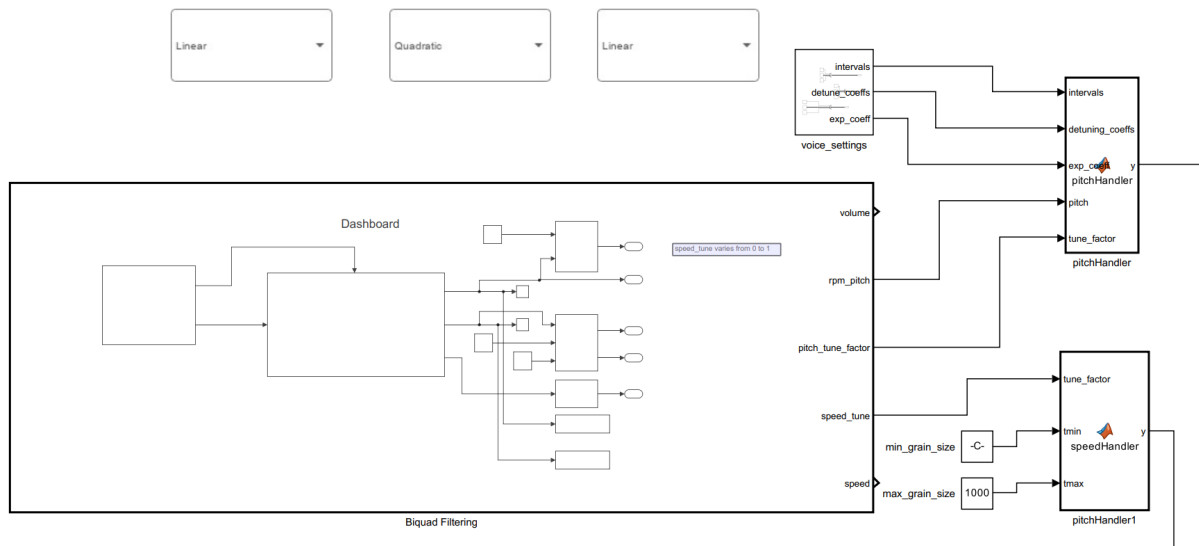 Linear
Quadratic
Linear
intervals
detune_coeffs
exp_coeff
voice_settings
intervals
detuning_coeffs
exp_coeff
pitchHandler
y
pitch
tune_factor
pitchHandler
Dashboard
speed_tune varies from 0 to 1
volume
rpm_pitch
pitch_tune_factor
speed_tune
speed
Biquad Filtering
min_grain_size
-C-
max_grain_size
1000
tune_factor
tmin
y
speedHandler
tmax
pitchHandler1